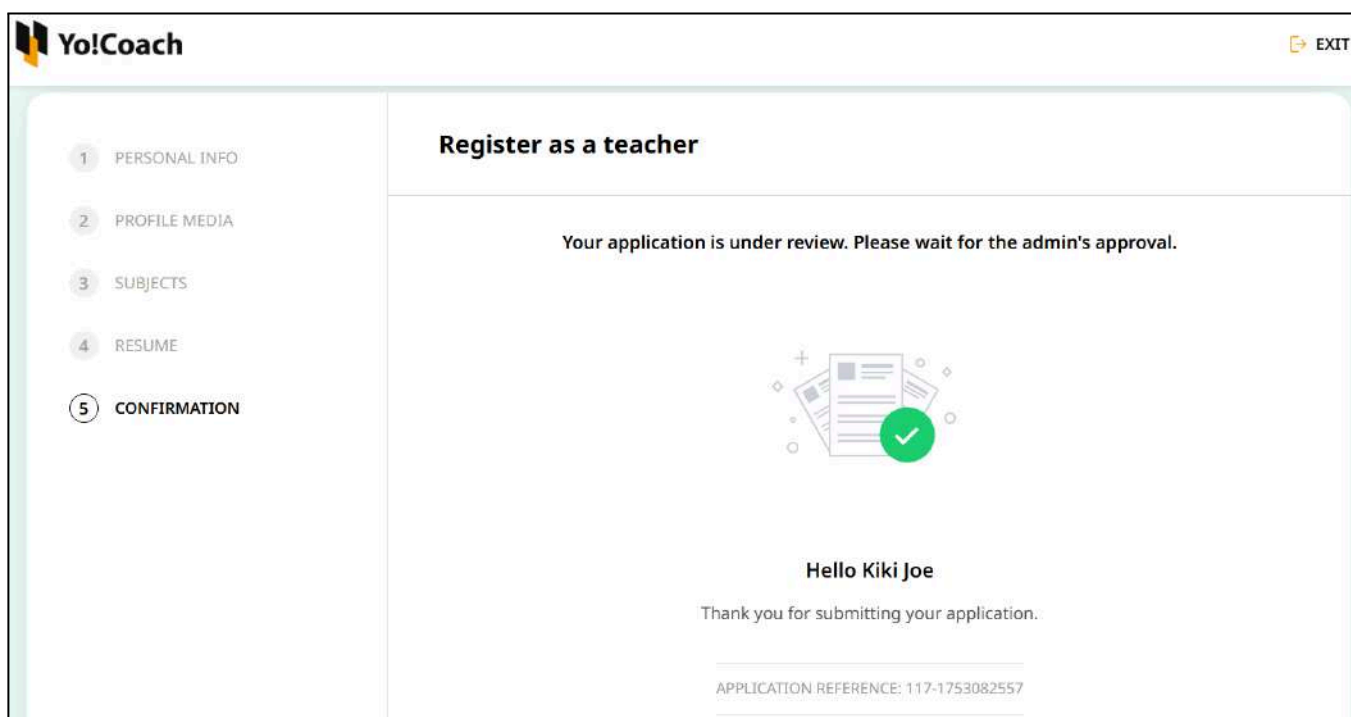 Yo!Coach
EXIT
1 PERSONAL INFO
2 PROFILE MEDIA
3 SUBJECTS
4 RESUME
5 CONFIRMATION
Register as a teacher
Your application is under review. Please wait for the admin's approval.
Hello Kiki Joe
Thank you for submitting your application.
APPLICATION REFERENCE: 117-1753082557